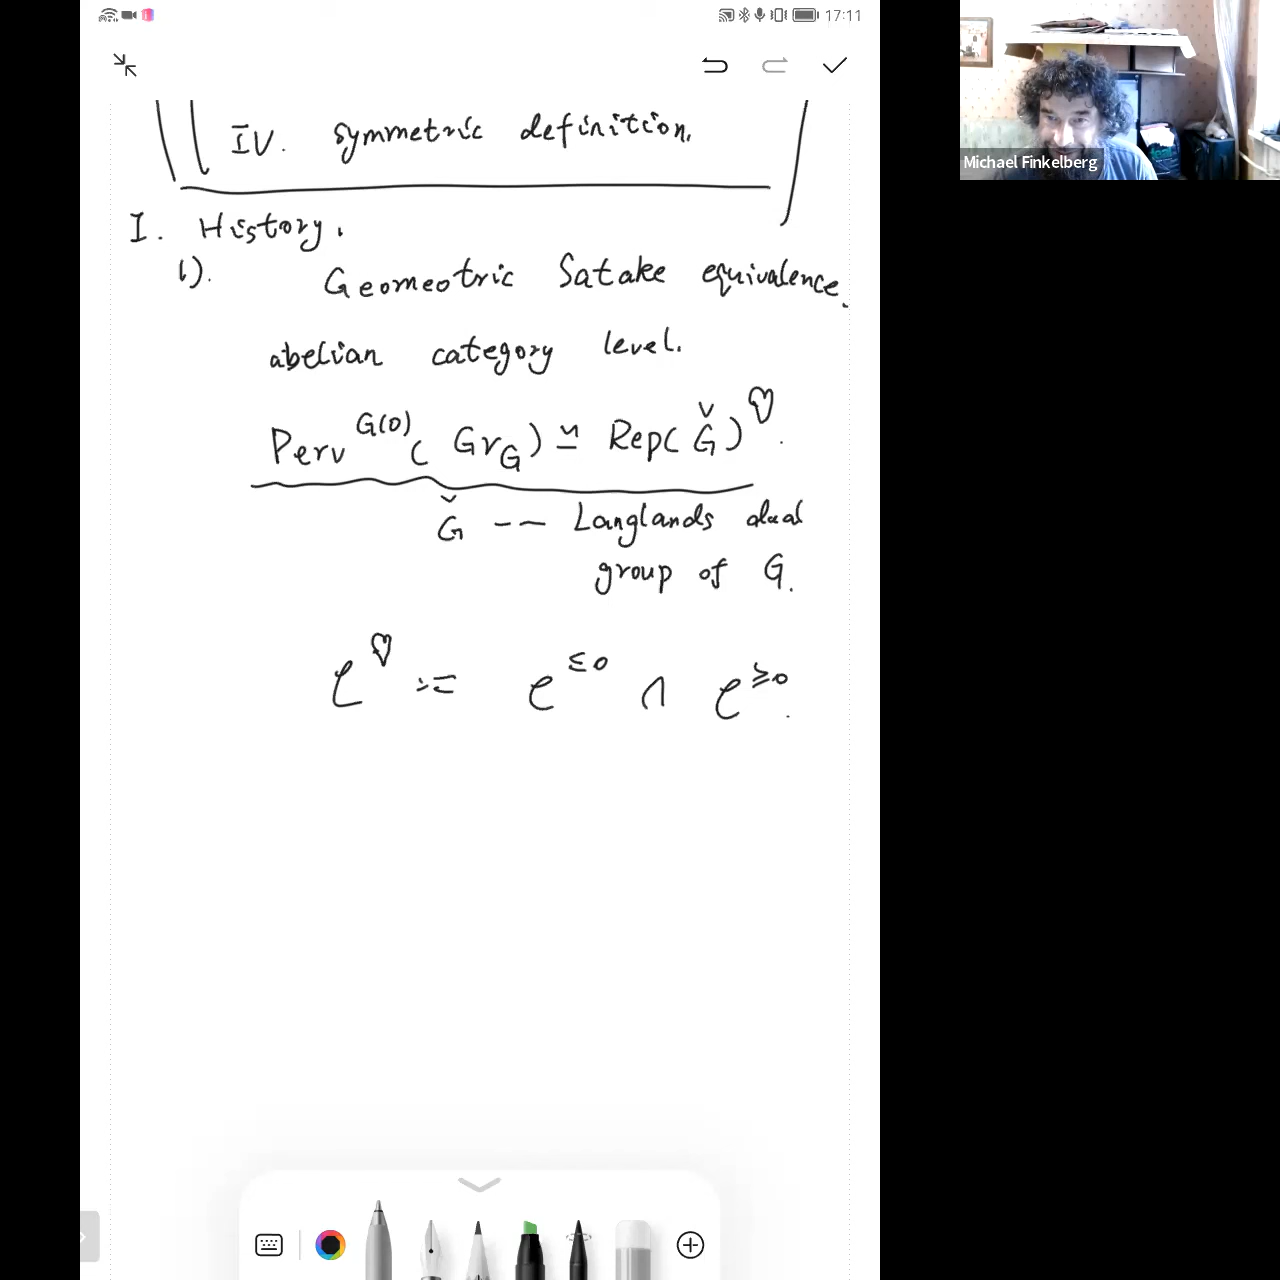 17:11
Michael Finkelberg
IV. symmetric definition.
I. History.
1). Geomeotric Satake equivalence.
abelian category level.
Perv^{G(O)}(Gr_G) ≃ Rep(Ǧ)^♡.
Ǧ -- Langlands dual
group of G.
C^♡ := C^{≤0} ∩ C^{≥0}.